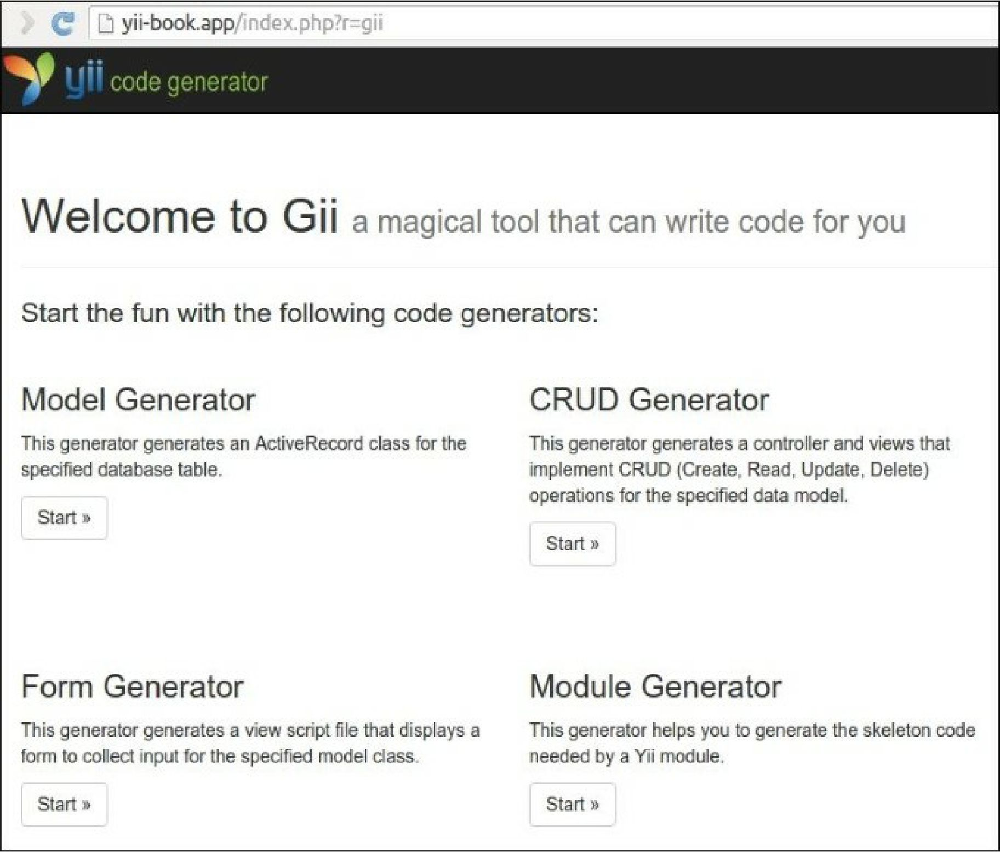 yii-book.app/index.php?r=gii
yii code generator
Welcome to Gii a magical tool that can write code for you
Start the fun with the following code generators:
Model Generator
This generator generates an ActiveRecord class for the
specified database table.
Start »
CRUD Generator
This generator generates a controller and views that
implement CRUD (Create, Read, Update, Delete)
operations for the specified data model.
Start »
Form Generator
This generator generates a view script file that displays a
form to collect input for the specified model class.
Start »
Module Generator
This generator helps you to generate the skeleton code
needed by a Yii module.
Start »